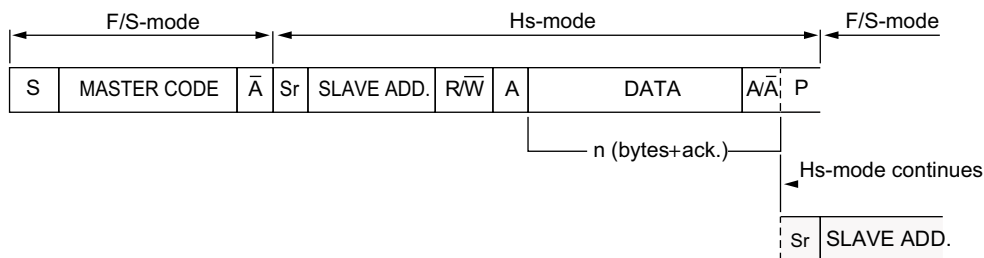 F/S-mode Hs-mode F/S-mode
S MASTER CODE A̅ Sr SLAVE ADD. R/W̅ A DATA A/A̅ P
n (bytes+ack.)
Hs-mode continues
Sr SLAVE ADD.